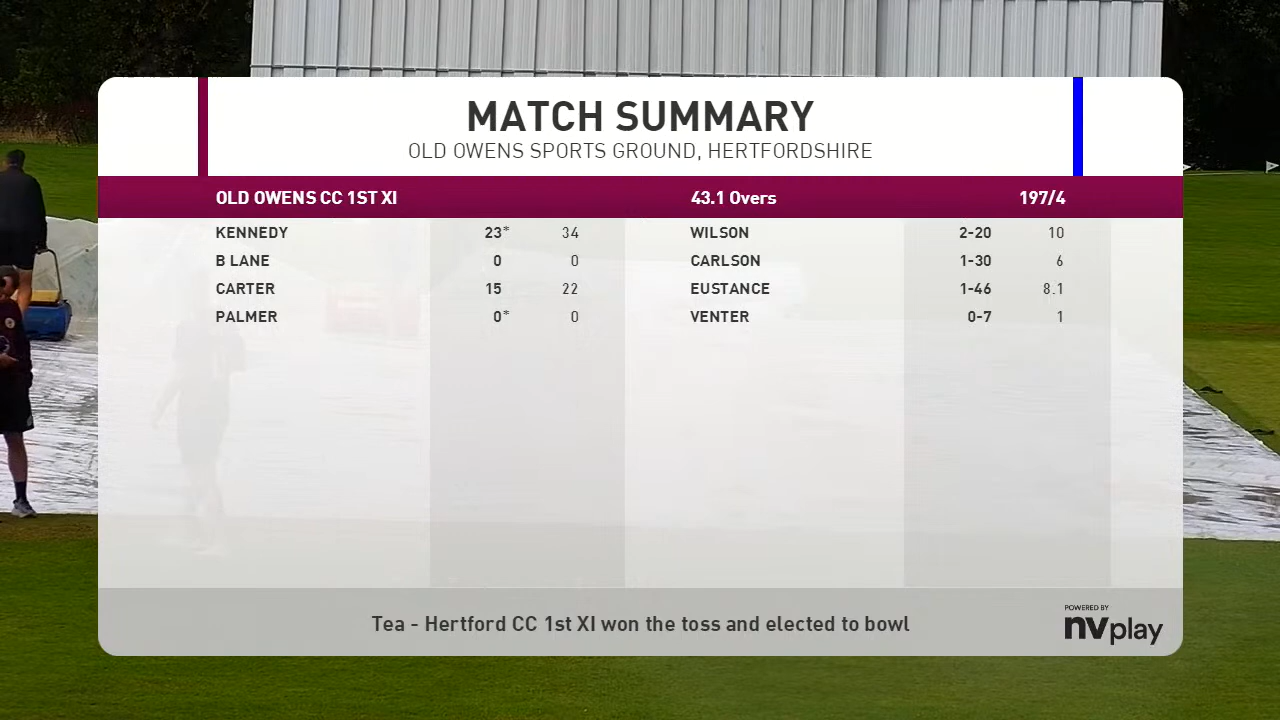 MATCH SUMMARY
OLD OWENS SPORTS GROUND, HERTFORDSHIRE
OLD OWENS CC 1ST XI 43.1 Overs 197/4
KENNEDY 23* 34 WILSON 2-20 10
B LANE 0 0 CARLSON 1-30 6
CARTER 15 22 EUSTANCE 1-46 8.1
PALMER 0* 0 VENTER 0-7 1
Tea - Hertford CC 1st XI won the toss and elected to bowl
POWERED BY
nvplay